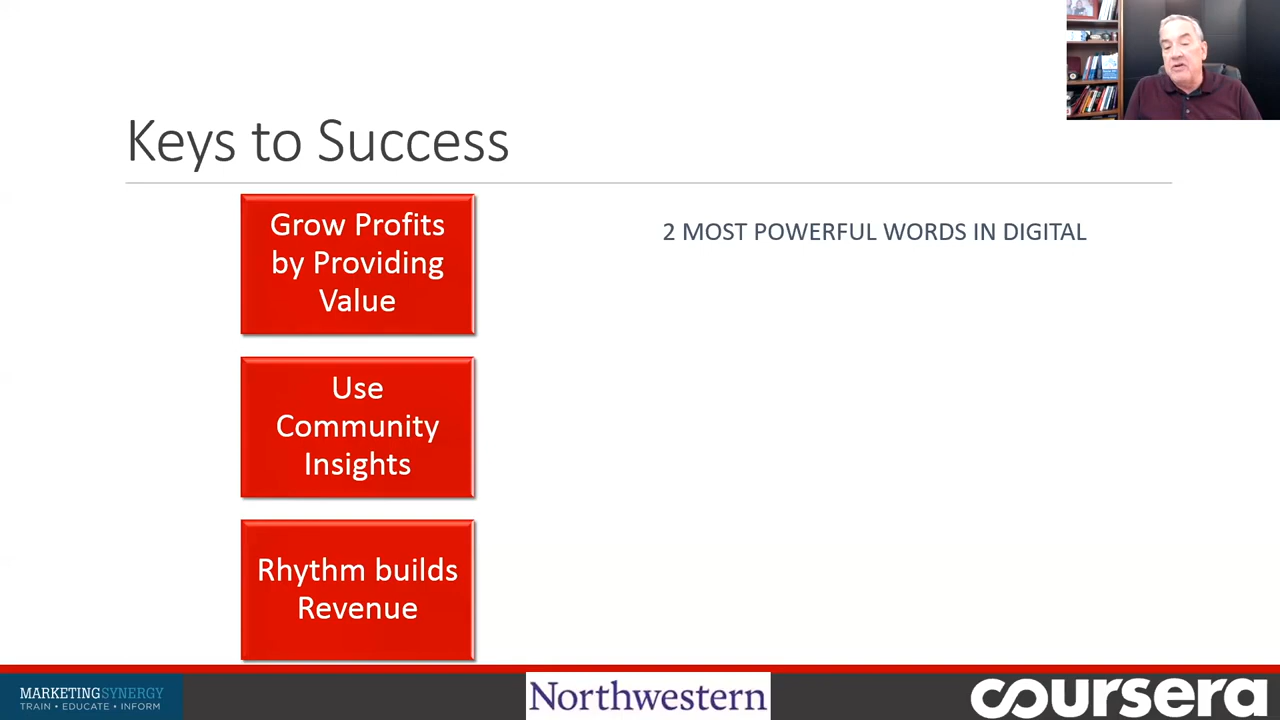 Keys to Success
Grow Profits
by Providing
Value
2 MOST POWERFUL WORDS IN DIGITAL
Use
Community
Insights
Rhythm builds
Revenue
MARKETINGSYNERGY
TRAIN • EDUCATE • INFORM
Northwestern
coursera